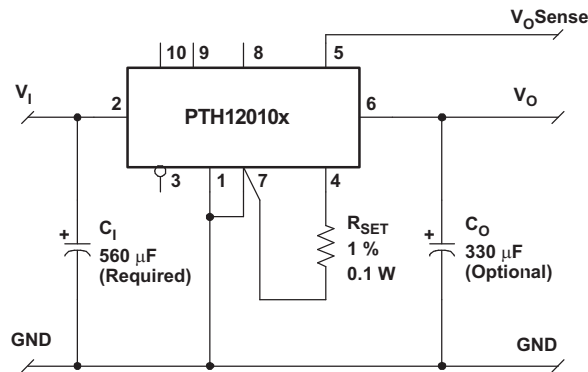 VOSense
10 9 8 5
VI
2
PTH12010x
6
VO
3 1 7 4
+
CI
560 μF
(Required)
RSET
1 %
0.1 W
+
CO
330 μF
(Optional)
GND
GND